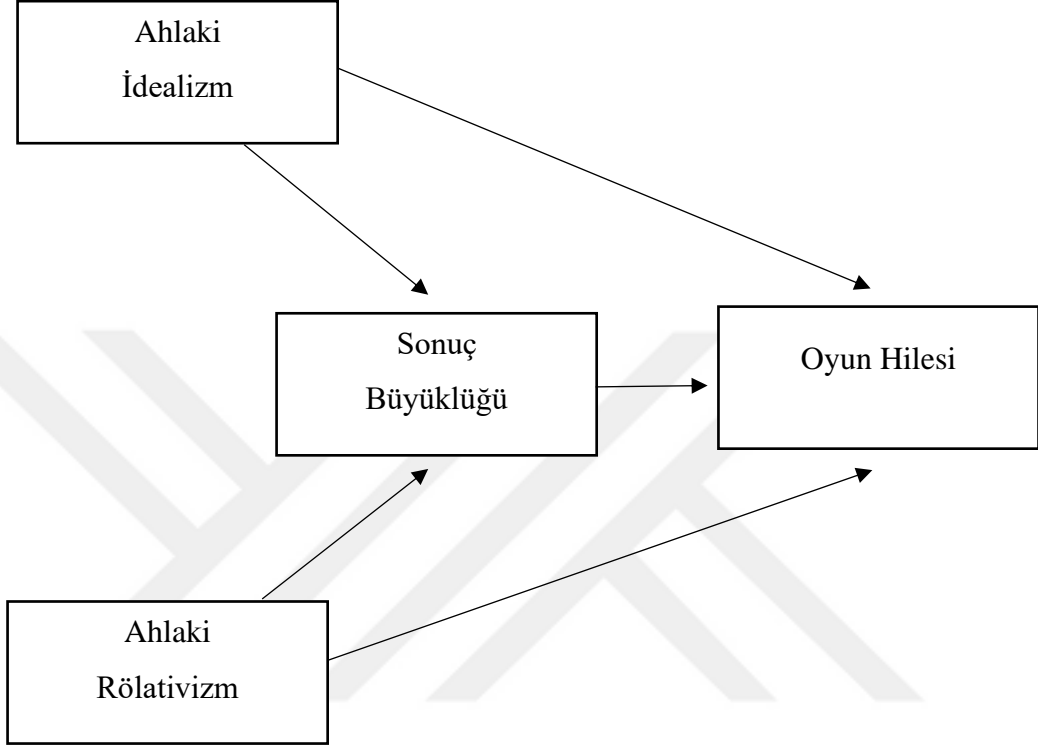 Ahlaki
İdealizm
Sonuç
Büyüklüğü
Oyun Hilesi
Ahlaki
Rölativizm